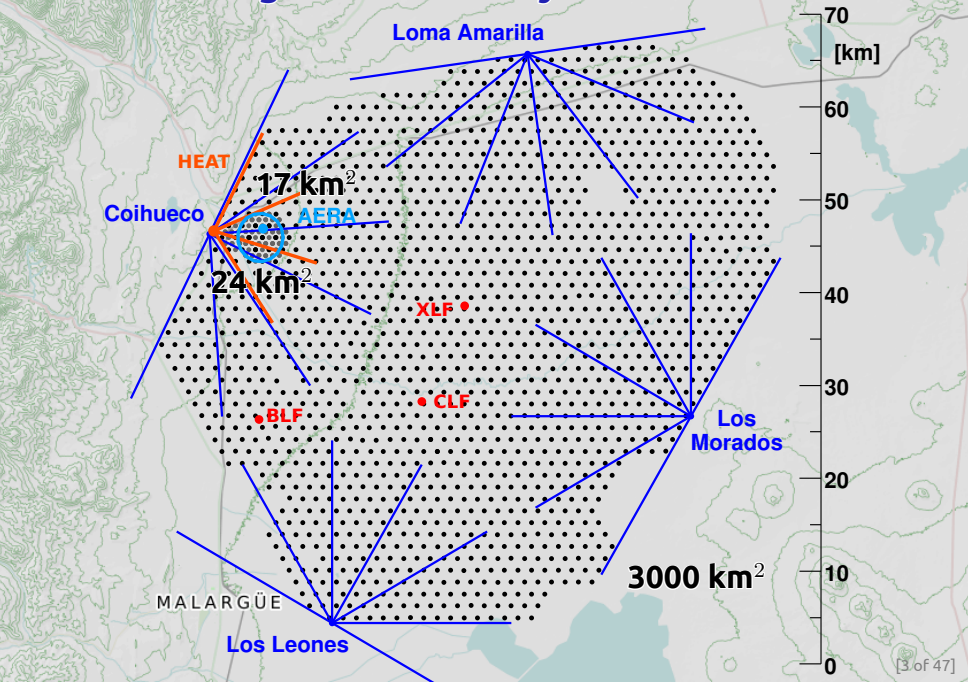 70
Loma Amarilla
[km]
60
HEAT
17 km²
50
Coihueco
AERA
24 km²
40
XLF
30
CLF
BLF
Los
Morados
20
10
3000 km²
MALARGÜE
Los Leones
0
[3 of 47]